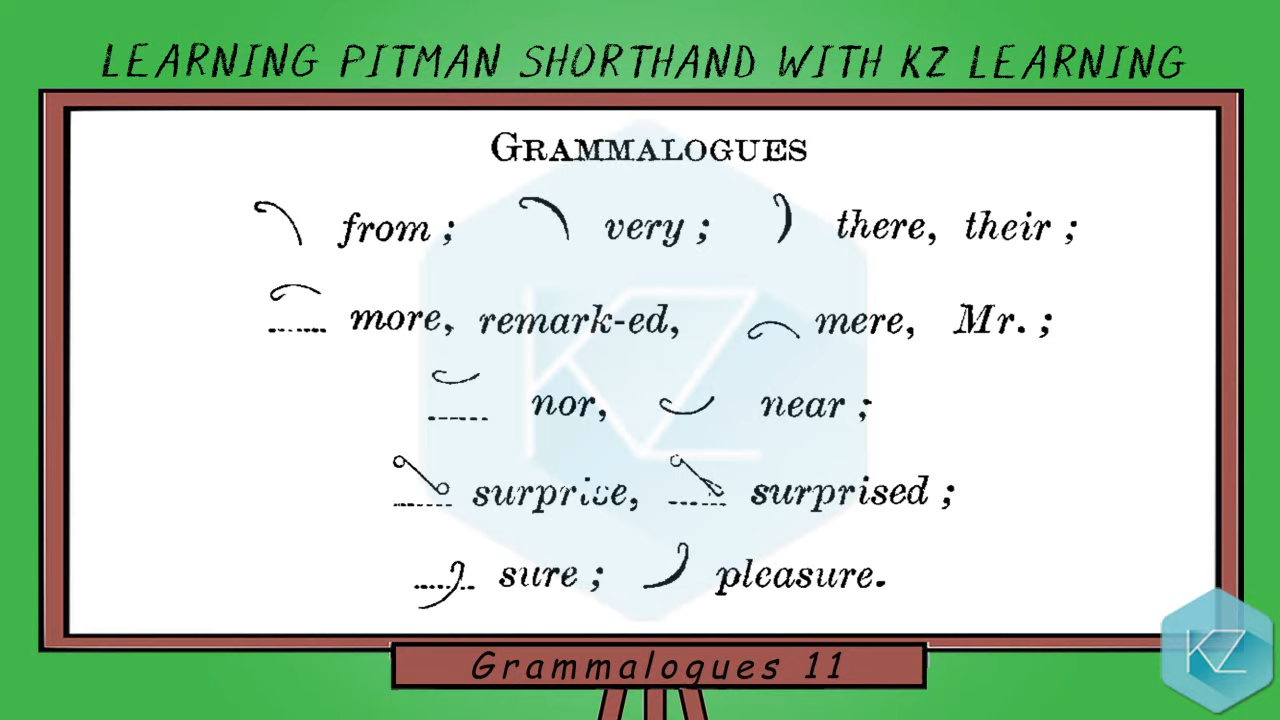 LEARNING PITMAN SHORTHAND WITH KZ LEARNING
GRAMMALOGUES
from ; very ; there, their ;
more, remark-ed, mere, Mr. ;
nor, near ;
surprise, surprised ;
sure ; pleasure.
Grammalogues 11
KZ